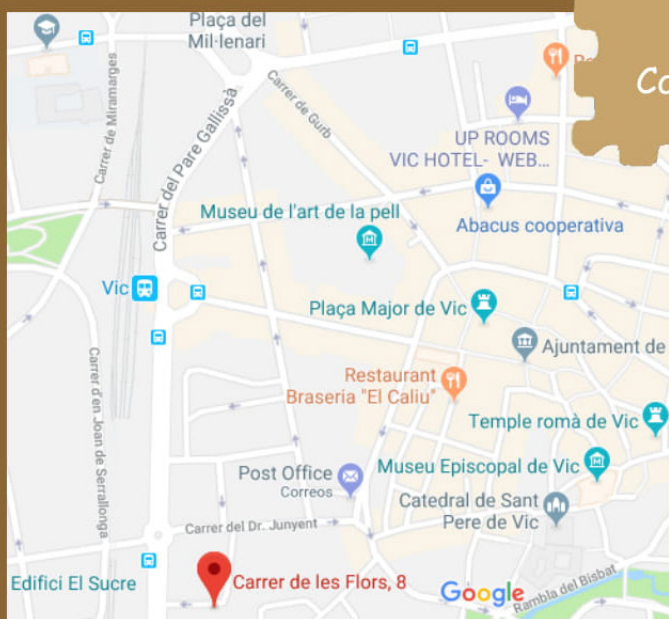 Plaça del
Mil·lenari
Co
Carrer de Miramarges
Carrer de Gurb
Carrer del Pare Gallissà
UP ROOMS
VIC HOTEL- WEB...
Museu de l'art de la pell
Abacus cooperativa
Vic
Plaça Major de Vic
Ajuntament de
Carrer d'en Joan de Serrallonga
Restaurant
Braseria "El Caliu"
Temple romà de Vic
Post Office
Correos
Museu Episcopal de Vic
Catedral de Sant
Pere de Vic
Carrer del Dr. Junyent
Edifici El Sucre
Carrer de les Flors, 8
Google
Rambla del Bisbat